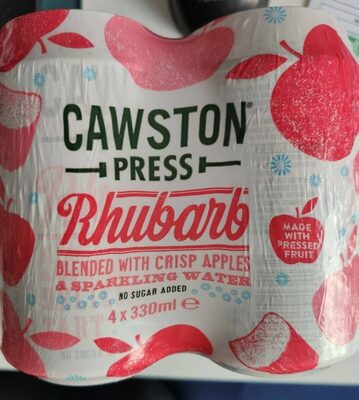 CAWSTON®
PRESS
Rhubarb
BLENDED WITH CRISP APPLES
& SPARKLING WATER
NO SUGAR ADDED
4 x 330ml ℮
MADE
WITH
PRESSED
FRUIT